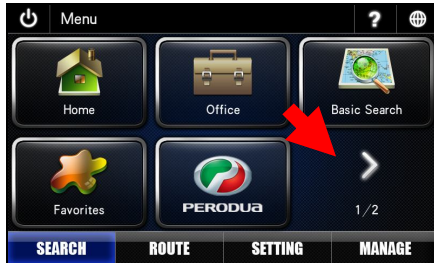 Menu
?
Home
Office
Basic Search
Favorites
PERODUA
1/2
SEARCH
ROUTE
SETTING
MANAGE